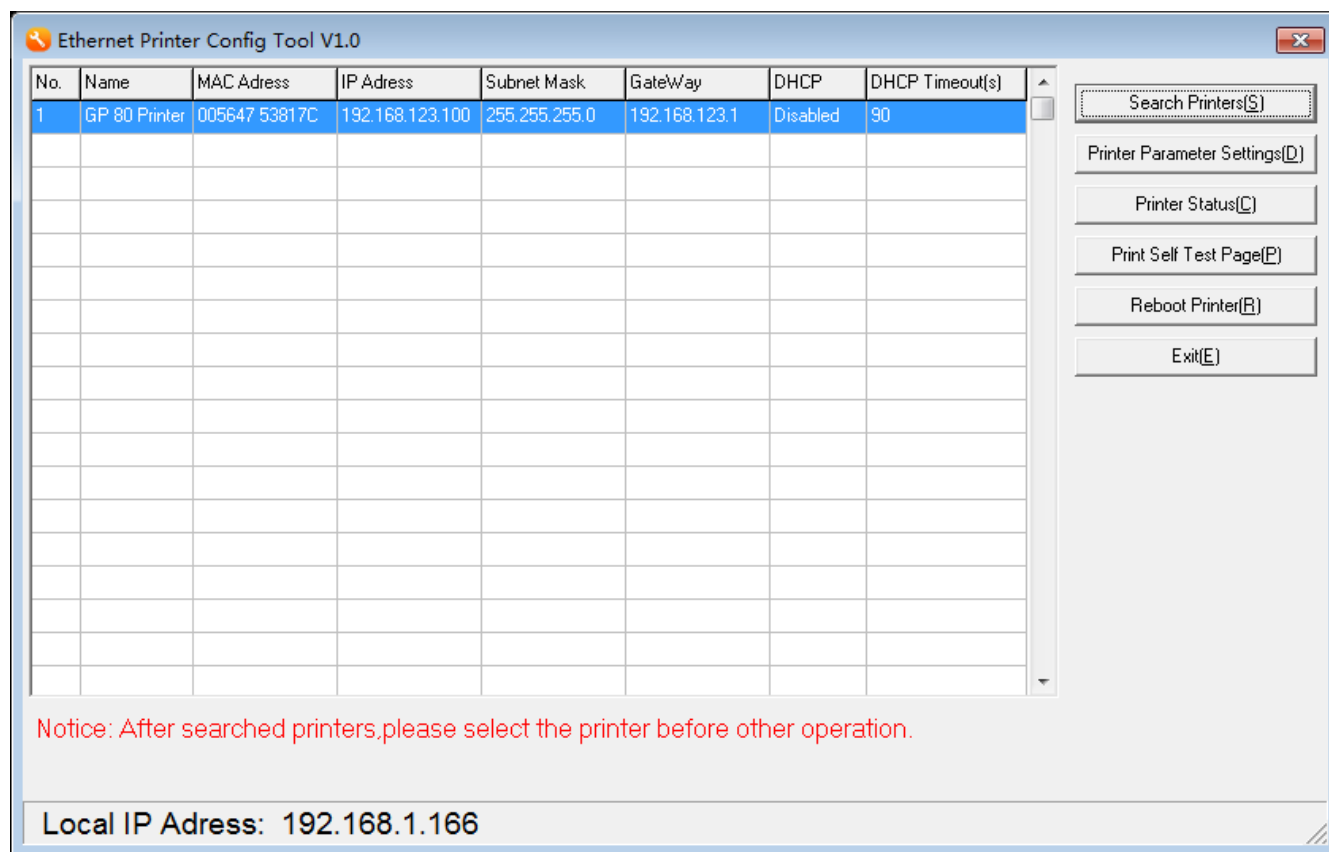 Ethernet Printer Config Tool V1.0
No. Name MAC Adress IP Adress Subnet Mask GateWay DHCP DHCP Timeout(s)
1 GP 80 Printer 005647 53817C 192.168.123.100 255.255.255.0 192.168.123.1 Disabled 90
Search Printers(S)
Printer Parameter Settings(D)
Printer Status(C)
Print Self Test Page(P)
Reboot Printer(R)
Exit(E)
Notice: After searched printers,please select the printer before other operation.
Local IP Adress: 192.168.1.166